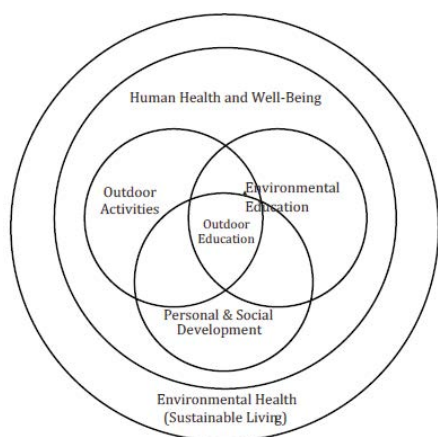 Human Health and Well-Being
Outdoor
Activities
Environmental
Education
Outdoor
Education
Personal & Social
Development
Environmental Health
(Sustainable Living)